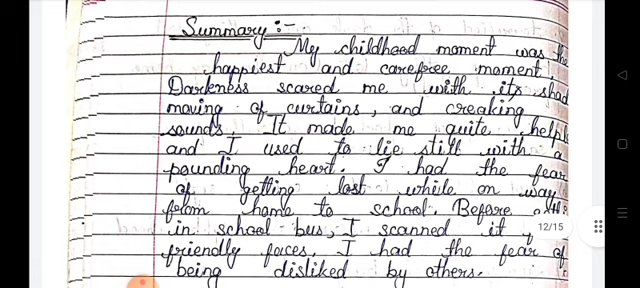 Summary :-
My childhood moment was the
happiest and carefree moment.
Darkness scared me with its shad
moving of curtains, and creaking
sounds. It made me quite helpl
and I used to lie still with a
pounding heart. I had the fear
of getting lost while on way
from home to school. Before
in school bus, I scanned it
friendly faces. I had the fear of
being disliked by others.
12/15